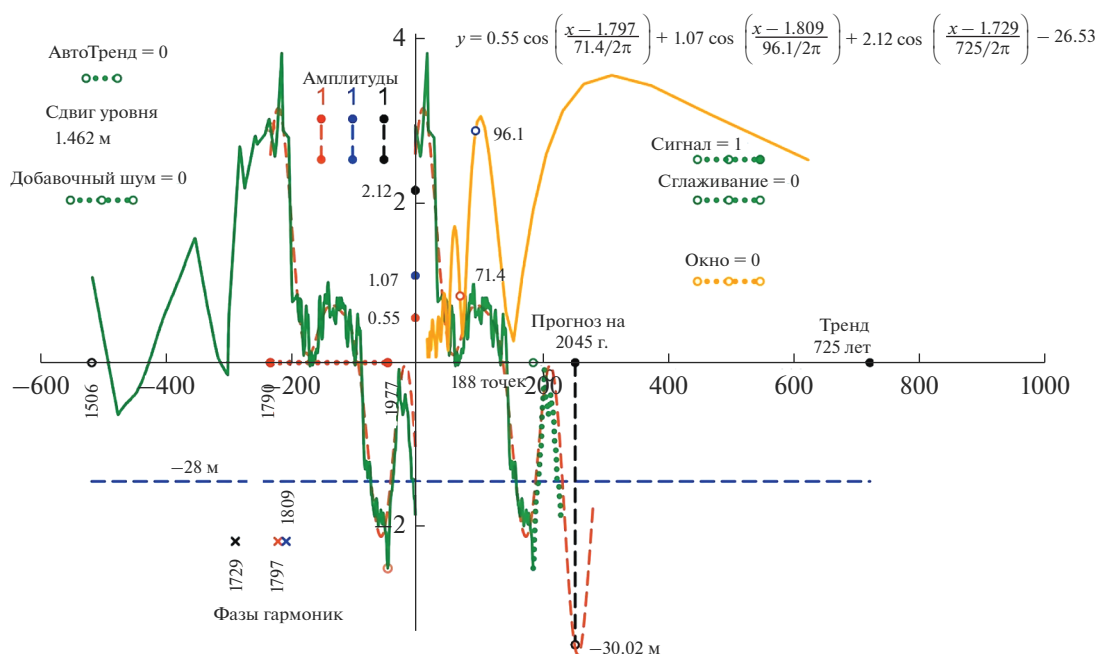 4
y = 0.55 cos (x − 1.797 / 71.4/2π) + 1.07 cos (x − 1.809 / 96.1/2π) + 2.12 cos (x − 1.729 / 725/2π) − 26.53
АвтоТренд = 0
Амплитуды
1 1 1
Сдвиг уровня
1.462 м
96.1
Сигнал = 1
Добавочный шум = 0
Сглаживание = 0
2.12
2
Окно = 0
1.07
71.4
0.55
Прогноз на
2045 г.
Тренд
725 лет
−600
−400
−200
188 точек
200
400
600
800
1000
1506
1790
1977
−28 м
−2
1809
1729
1797
Фазы гармоник
−30.02 м